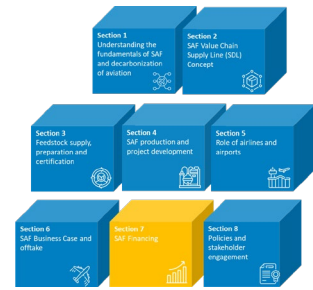 Section 1
Understanding the
fundamentals of SAF
and decarbonization
of aviation
Section 2
SAF Value Chain
Supply Line (SDL)
Concept
Section 3
Feedstock supply,
preparation and
certification
Section 4
SAF production and
project development
Section 5
Role of airlines and
airports
Section 6
SAF Business Case and
offtake
Section 7
SAF Financing
Section 8
Policies and
stakeholder
engagement